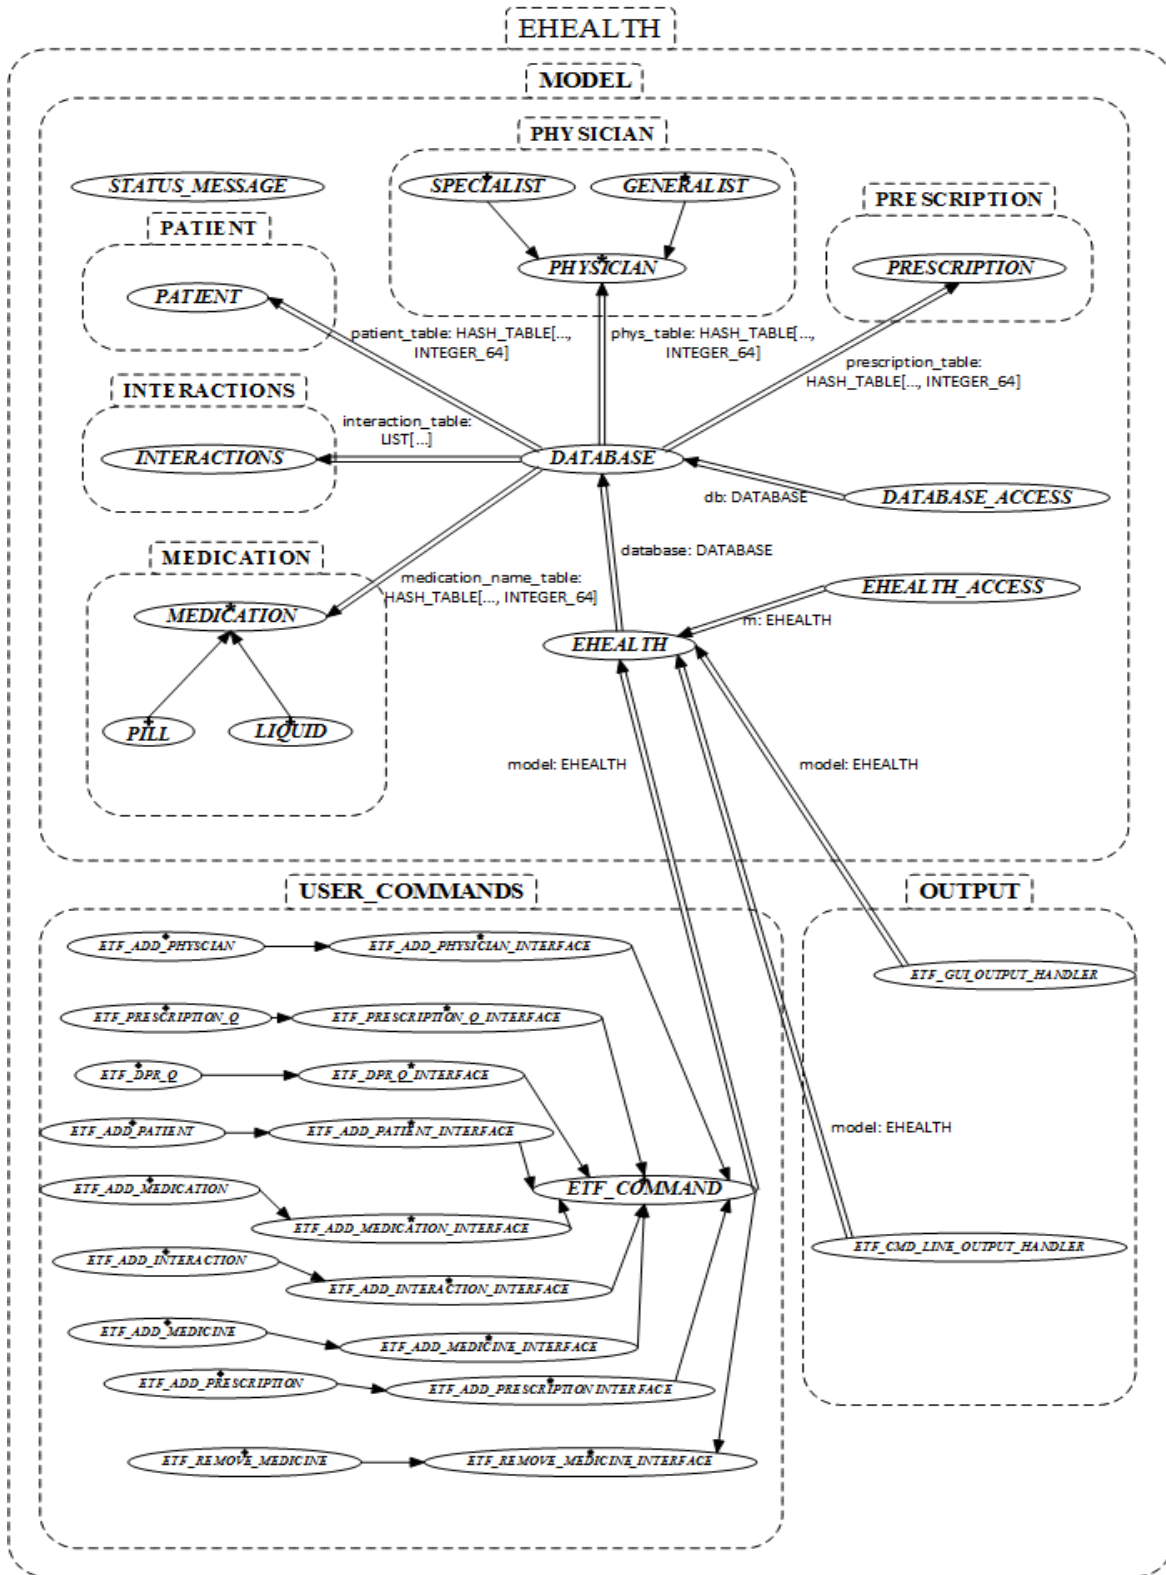 EHEALTH
MODEL
PHYSICIAN
STATUS_MESSAGE
SPECIALIST
GENERALIST
PATIENT
PRESCRIPTION
PHYSICIAN
PRESCRIPTION
PATIENT
patient_table: HASH_TABLE[...,
INTEGER_64]
phys_table: HASH_TABLE[...,
INTEGER_64]
prescription_table:
HASH_TABLE[..., INTEGER_64]
INTERACTIONS
interaction_table:
LIST[...]
INTERACTIONS
DATABASE
db: DATABASE
DATABASE_ACCESS
MEDICATION
database: DATABASE
medication_name_table:
HASH_TABLE[..., INTEGER_64]
EHEALTH_ACCESS
MEDICATION
m: EHEALTH
EHEALTH
PILL
LIQUID
model: EHEALTH
model: EHEALTH
USER_COMMANDS
OUTPUT
ETF_ADD_PHYSCIAN
ETF_ADD_PHYSICIAN_INTERFACE
ETF_GUI_OUTPUT_HANDLER
ETF_PRESCRIPTION_Q
ETF_PRESCRIPTION_Q_INTERFACE
ETF_DPR_Q
ETF_DPR_Q_INTERFACE
ETF_ADD_PATIENT
ETF_ADD_PATIENT_INTERFACE
model: EHEALTH
ETF_ADD_MEDICATION
ETF_COMMAND
ETF_ADD_MEDICATION_INTERFACE
ETF_CMD_LINE_OUTPUT_HANDLER
ETF_ADD_INTERACTION
ETF_ADD_INTERACTION_INTERFACE
ETF_ADD_MEDICINE
ETF_ADD_MEDICINE_INTERFACE
ETF_ADD_PRESCRIPTION
ETF_ADD_PRESCRIPTION INTERFACE
ETF_REMOVE_MEDICINE
ETF_REMOVE_MEDICINE_INTERFACE